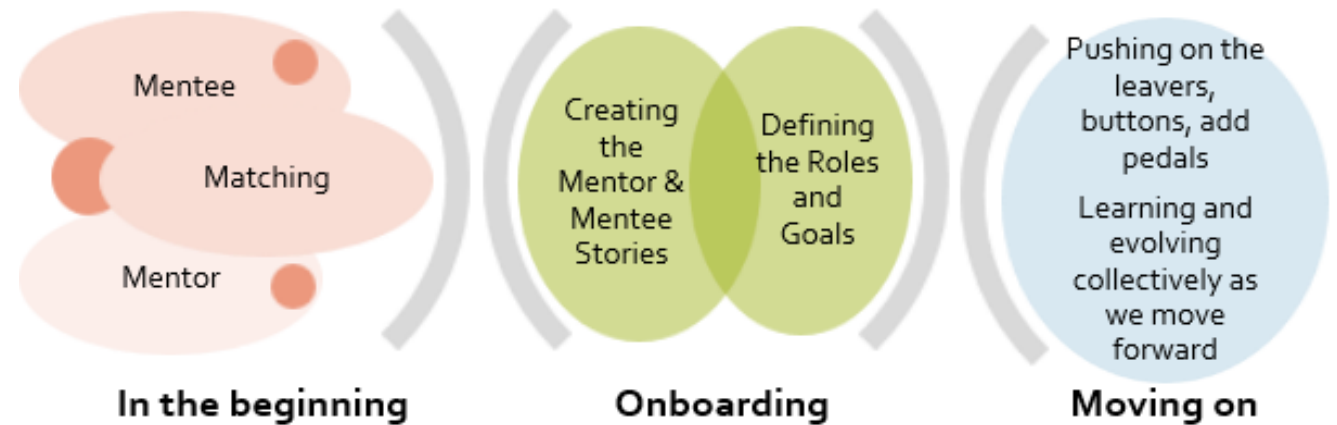 Mentee
Matching
Mentor
In the beginning
Creating
the
Mentor &
Mentee
Stories
Defining
the Roles
and
Goals
Onboarding
Pushing on the
leavers,
buttons, add
pedals
Learning and
evolving
collectively as
we move
forward
Moving on